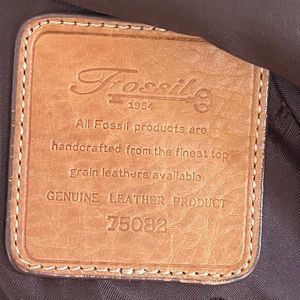 Fossil
1954
All Fossil products are
handcrafted from the finest top
grain leathers available.
GENUINE LEATHER PRODUCT
75082